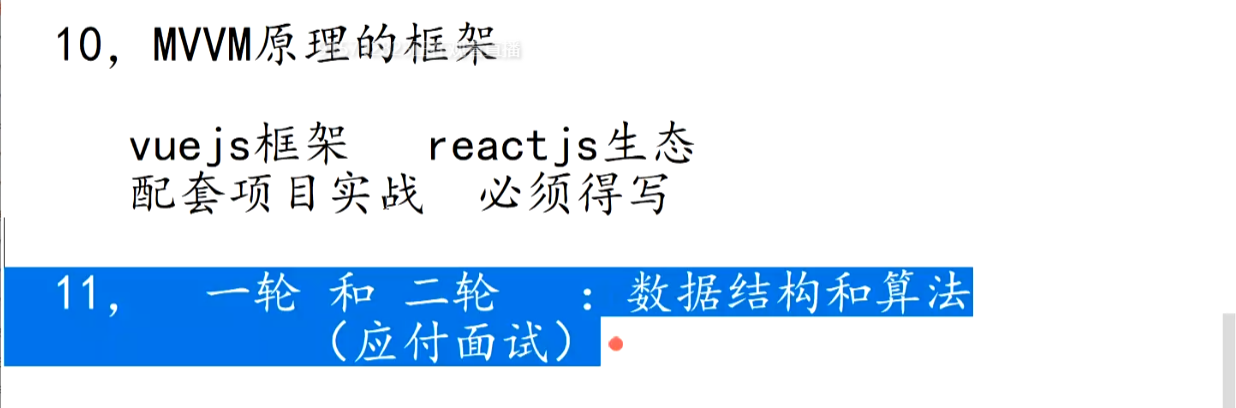 10，MVVM原理的框架
vuejs框架 reactjs生态
配套项目实战 必须得写
11， 一轮 和 二轮 ：数据结构和算法
（应付面试）